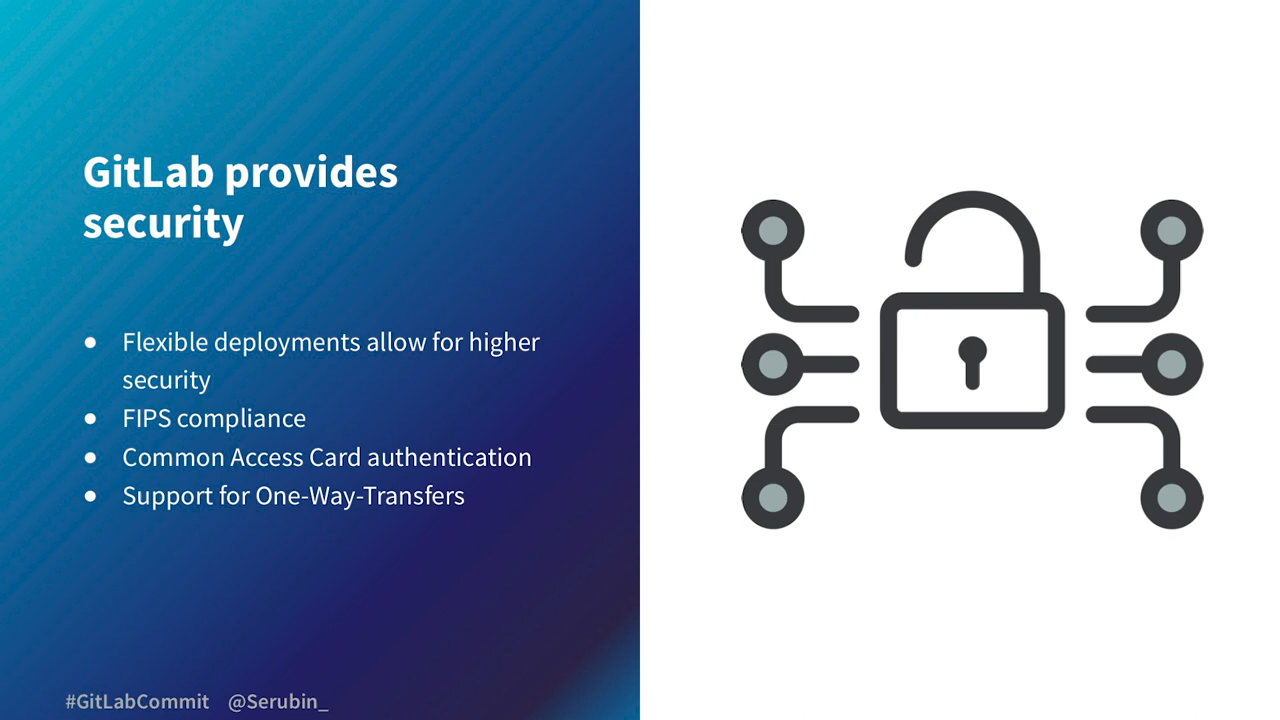 GitLab provides
security
● Flexible deployments allow for higher
security
● FIPS compliance
● Common Access Card authentication
● Support for One-Way-Transfers
#GitLabCommit @Serubin_